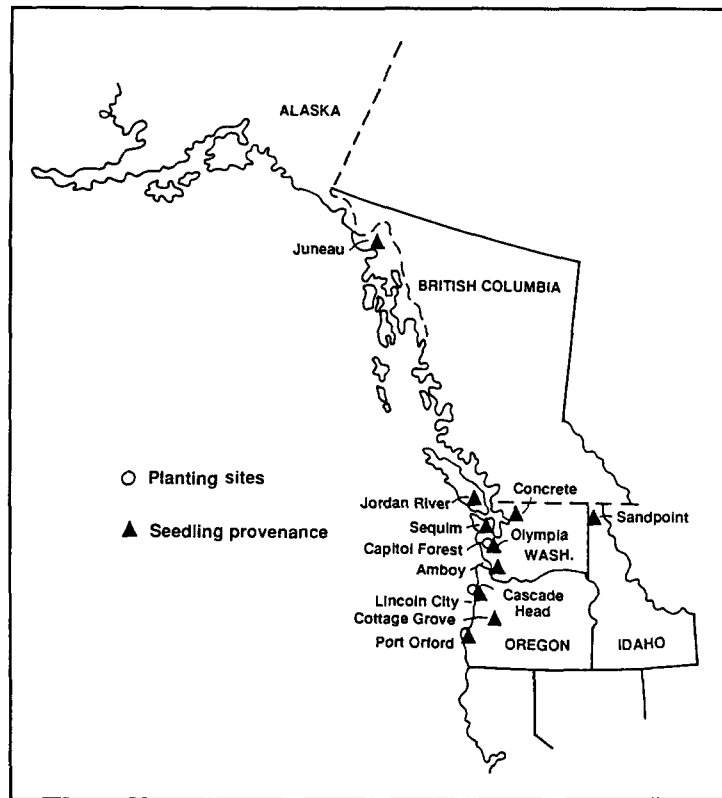 ALASKA
Juneau
BRITISH COLUMBIA
Planting sites
Seedling provenance
Concrete
Jordan River
Sandpoint
Sequim
Olympia
Capitol Forest
WASH.
Amboy
Lincoln City
Cascade
Head
Cottage Grove
Port Orford
OREGON
IDAHO